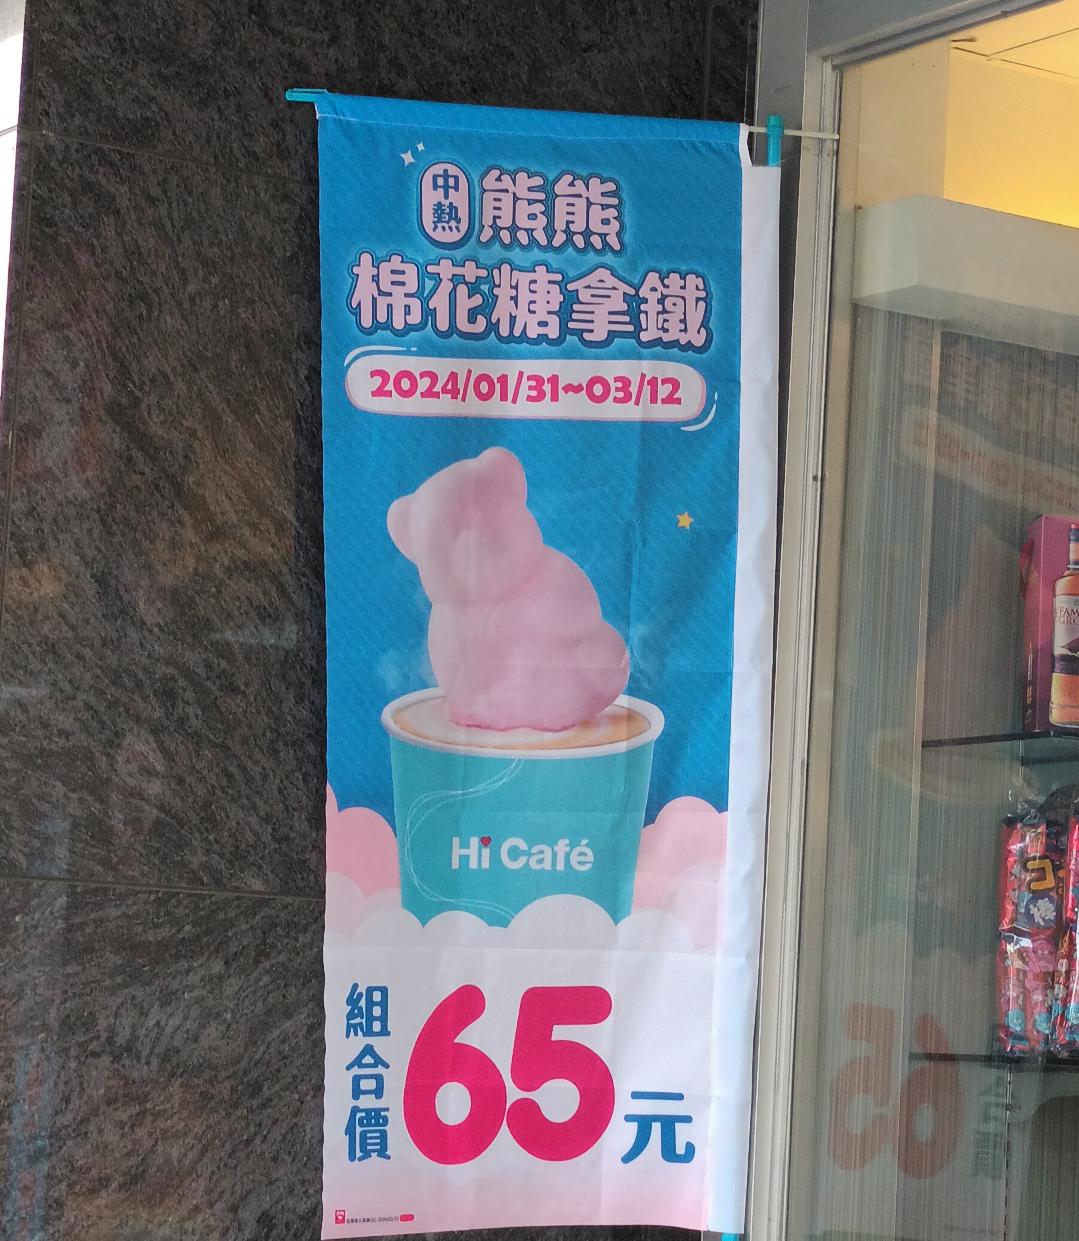 中熱 熊熊
棉花糖拿鐵
2024/01/31~03/12
Hi Café
組合價 65 元